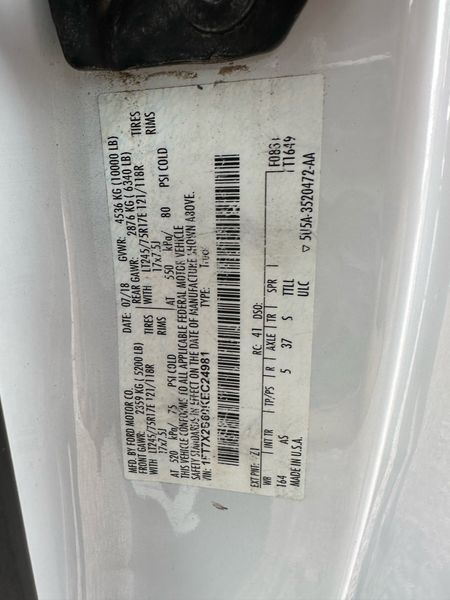 MFD. BY FORD MOTOR CO.
DATE: 07/18 GVWR: 4536 KG (10000 LB)
FRONT GAWR: 2359 KG (5200 LB) REAR GAWR: 2876 KG (6340 LB)
WITH LT245/75R17E 121/118R TIRES WITH LT245/75R17E 121/118R TIRES
17x7.5J RIMS 17x7.5J RIMS
AT 520 kPa/ 75 PSI COLD AT 550 kPa/ 80 PSI COLD
THIS VEHICLE CONFORMS TO ALL APPLICABLE FEDERAL MOTOR VEHICLE
SAFETY STANDARDS IN EFFECT ON THE DATE OF MANUFACTURE SHOWN ABOVE.
VIN: TYPE: Truck
F0831
T1649
EXT PNT: Z1 RC: 41 DSO:
WB INT TR TP/PS R AXLE TR SPR
164 AS 5 37 S TTLL
ULC
MADE IN U.S.A. 5U5A-3520472-AA